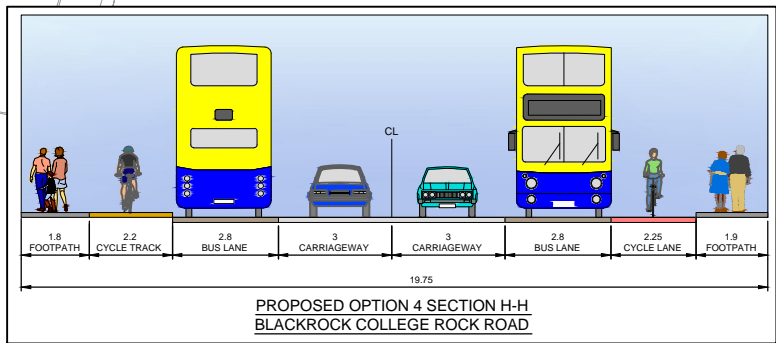 CL
1.8
FOOTPATH
2.2
CYCLE TRACK
2.8
BUS LANE
3
CARRIAGEWAY
3
CARRIAGEWAY
2.8
BUS LANE
2.25
CYCLE LANE
1.9
FOOTPATH
19.75
PROPOSED OPTION 4 SECTION H-H
BLACKROCK COLLEGE ROCK ROAD